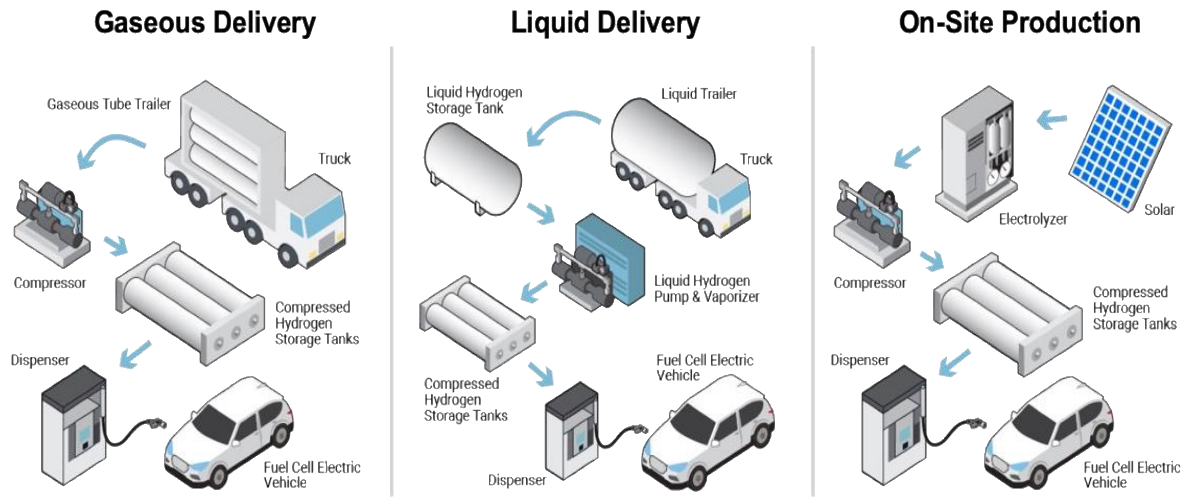 Gaseous Delivery
Gaseous Tube Trailer
Truck
Compressor
Compressed
Hydrogen
Storage Tanks
Dispenser
Fuel Cell Electric
Vehicle
Liquid Delivery
Liquid Hydrogen
Storage Tank
Liquid Trailer
Truck
Liquid Hydrogen
Pump & Vaporizer
Compressed
Hydrogen
Storage Tanks
Fuel Cell Electric
Vehicle
Dispenser
On-Site Production
Electrolyzer
Solar
Compressor
Compressed
Hydrogen
Storage Tanks
Dispenser
Fuel Cell Electric
Vehicle